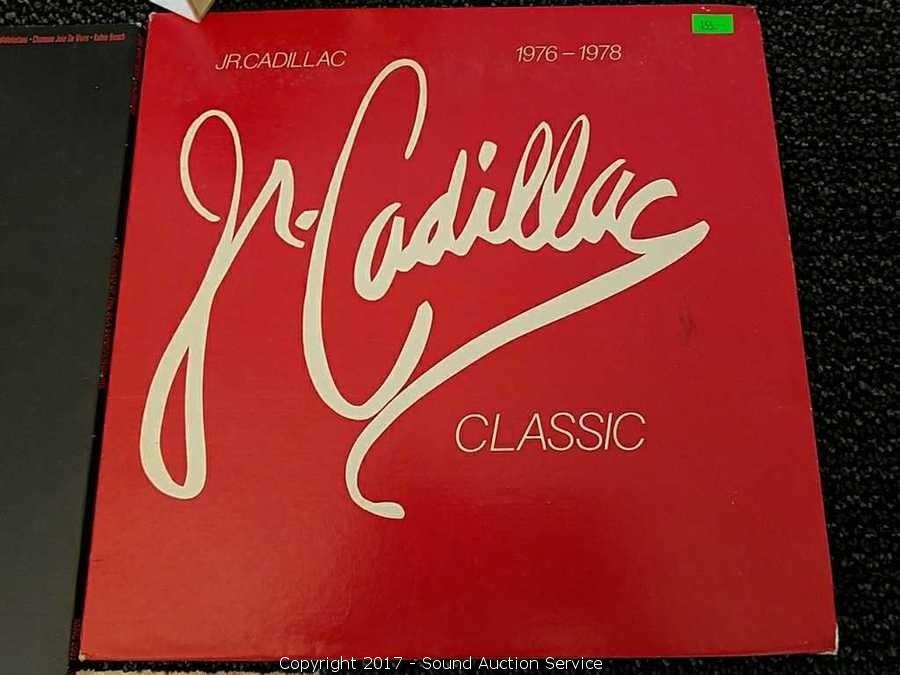 JR.CADILLAC 1976-1978
Jr. Cadillac
CLASSIC
Copyright 2017 - Sound Auction Service